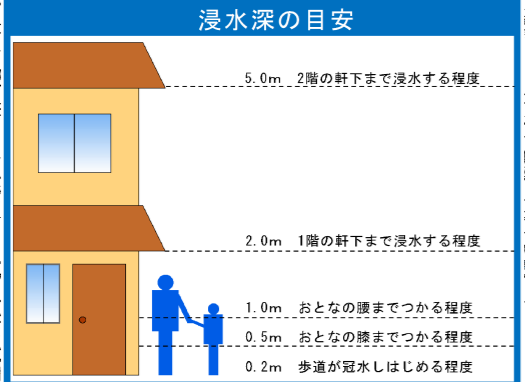 浸水深の目安
5.0m 2階の軒下まで浸水する程度
2.0m 1階の軒下まで浸水する程度
1.0m おとなの腰までつかる程度
0.5m おとなの膝までつかる程度
0.2m 歩道が冠水しはじめる程度